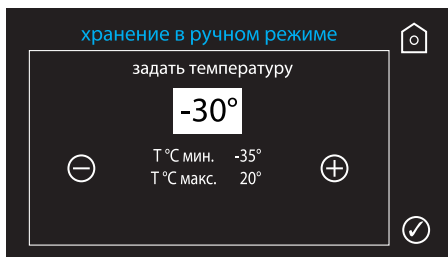 хранение в ручном режиме
задать температуру
-30°
T °C мин. -35°
T °C макс. 20°